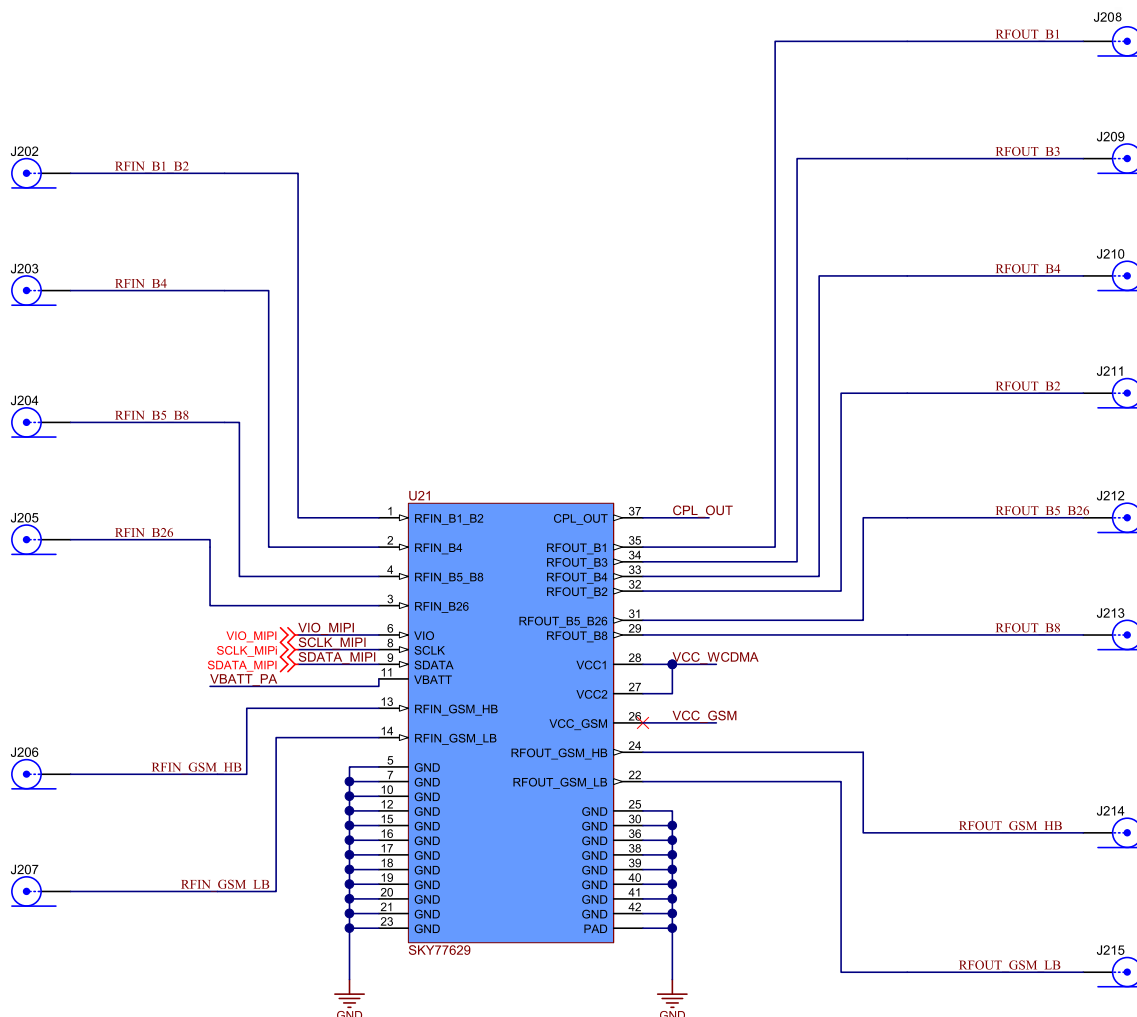 J208
RFOUT_B1
J202
RFIN_B1_B2
J209
RFOUT_B3
J203
RFIN_B4
J210
RFOUT_B4
J204
RFIN_B5_B8
J211
RFOUT_B2
J205
RFIN_B26
J212
RFOUT_B5_B26
U21
1 RFIN_B1_B2
CPL_OUT 37 CPL_OUT
2 RFIN_B4
RFOUT_B1 35
RFOUT_B3 34
4 RFIN_B5_B8
RFOUT_B4 33
RFOUT_B2 32
3 RFIN_B26
RFOUT_B5_B26 31
VIO_MIPI VIO_MIPI 6 VIO
RFOUT_B8 29
J213
RFOUT_B8
SCLK_MIPi SCLK_MIPI 8 SCLK
SDATA_MIPI SDATA_MIPI 9 SDATA
VCC1 28 VCC_WCDMA
VBATT_PA 11 VBATT
VCC2 27
13 RFIN_GSM_HB
VCC_GSM 26 VCC_GSM
14 RFIN_GSM_LB
RFOUT_GSM_HB 24
J206
RFIN_GSM_HB
5 GND
7 GND
RFOUT_GSM_LB 22
10 GND
12 GND
GND 25
15 GND
GND 30
J214
RFOUT_GSM_HB
16 GND
GND 36
17 GND
GND 38
18 GND
GND 39
J207
RFIN_GSM_LB
19 GND
GND 40
20 GND
GND 41
21 GND
GND 42
23 GND
PAD
SKY77629
J215
RFOUT_GSM_LB
GND
GND